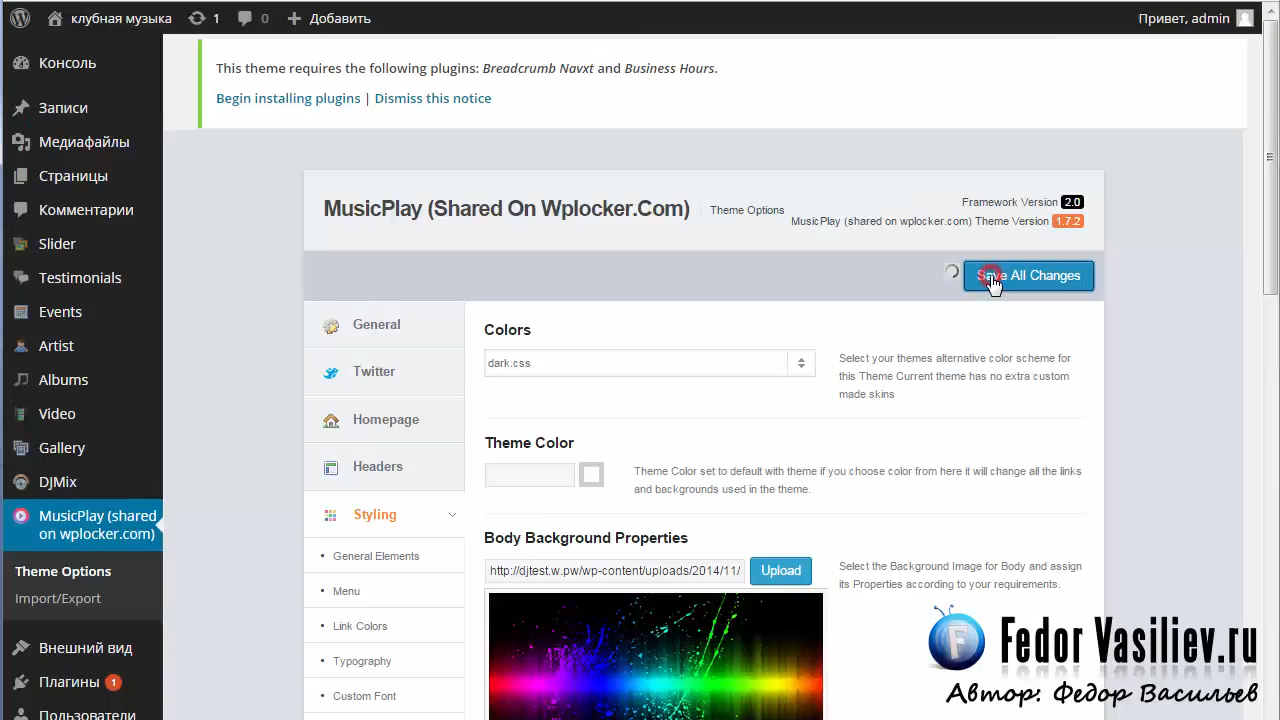 клубная музыка
1
0
Добавить
Привет, admin
Консоль
Записи
Медиафайлы
Страницы
Комментарии
Slider
Testimonials
Events
Artist
Albums
Video
Gallery
DJMix
MusicPlay (shared
on wplocker.com)
Theme Options
Import/Export
Внешний вид
Плагины 1
Пользователи
This theme requires the following plugins: Breadcrumb Navxt and Business Hours.
Begin installing plugins | Dismiss this notice
MusicPlay (Shared On Wplocker.Com)
Theme Options
Framework Version 2.0
MusicPlay (shared on wplocker.com) Theme Version 1.7.2
Save All Changes
General
Twitter
Homepage
Headers
Styling
General Elements
Menu
Link Colors
Typography
Custom Font
Colors
dark.css
Select your themes alternative color scheme for
this Theme Current theme has no extra custom
made skins
Theme Color
Theme Color set to default with theme if you choose color from here it will change all the links
and backgrounds used in the theme.
Body Background Properties
http://djtest.w.pw/wp-content/uploads/2014/11/
Upload
Select the Background Image for Body and assign
its Properties according to your requirements.
F
Fedor Vasiliev.ru
Автор: Федор Васильев